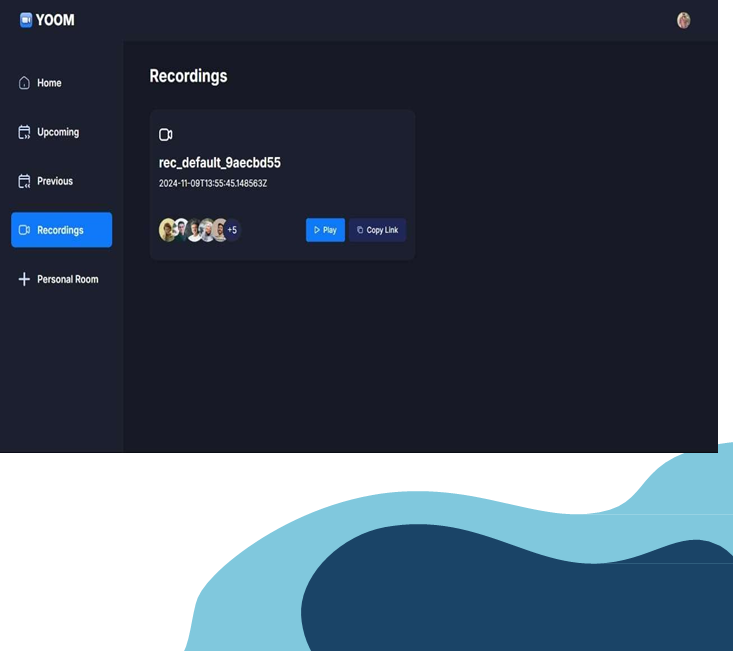 YOOM
Home
Upcoming
Previous
Recordings
Personal Room
Recordings
rec_default_9aecbd55
2024-11-09T13:55:45.148563Z
+5
Play
Copy Link